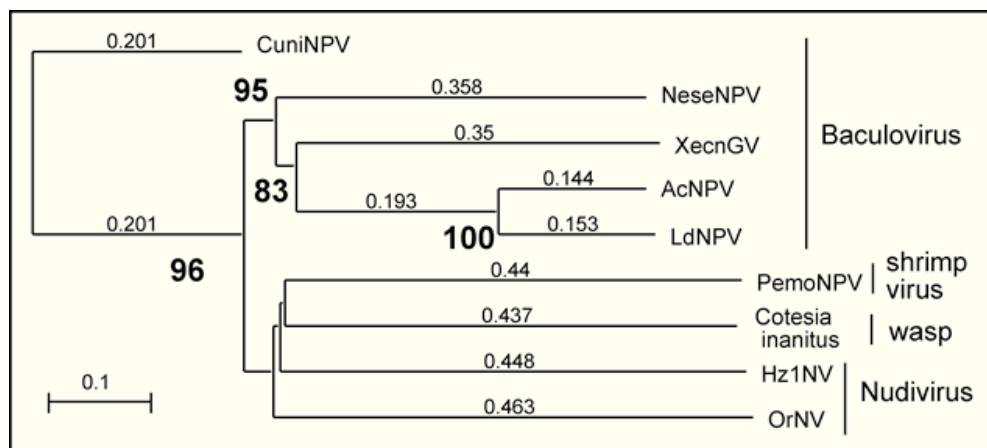 0.201
CuniNPV
95
0.358
NeseNPV
0.35
XecnGV
Baculovirus
83
0.193
0.144
AcNPV
100
0.153
LdNPV
0.201
96
0.44
PemoNPV
shrimp
virus
0.437
Cotesia
inanitus
wasp
0.448
Hz1NV
Nudivirus
0.463
OrNV
0.1